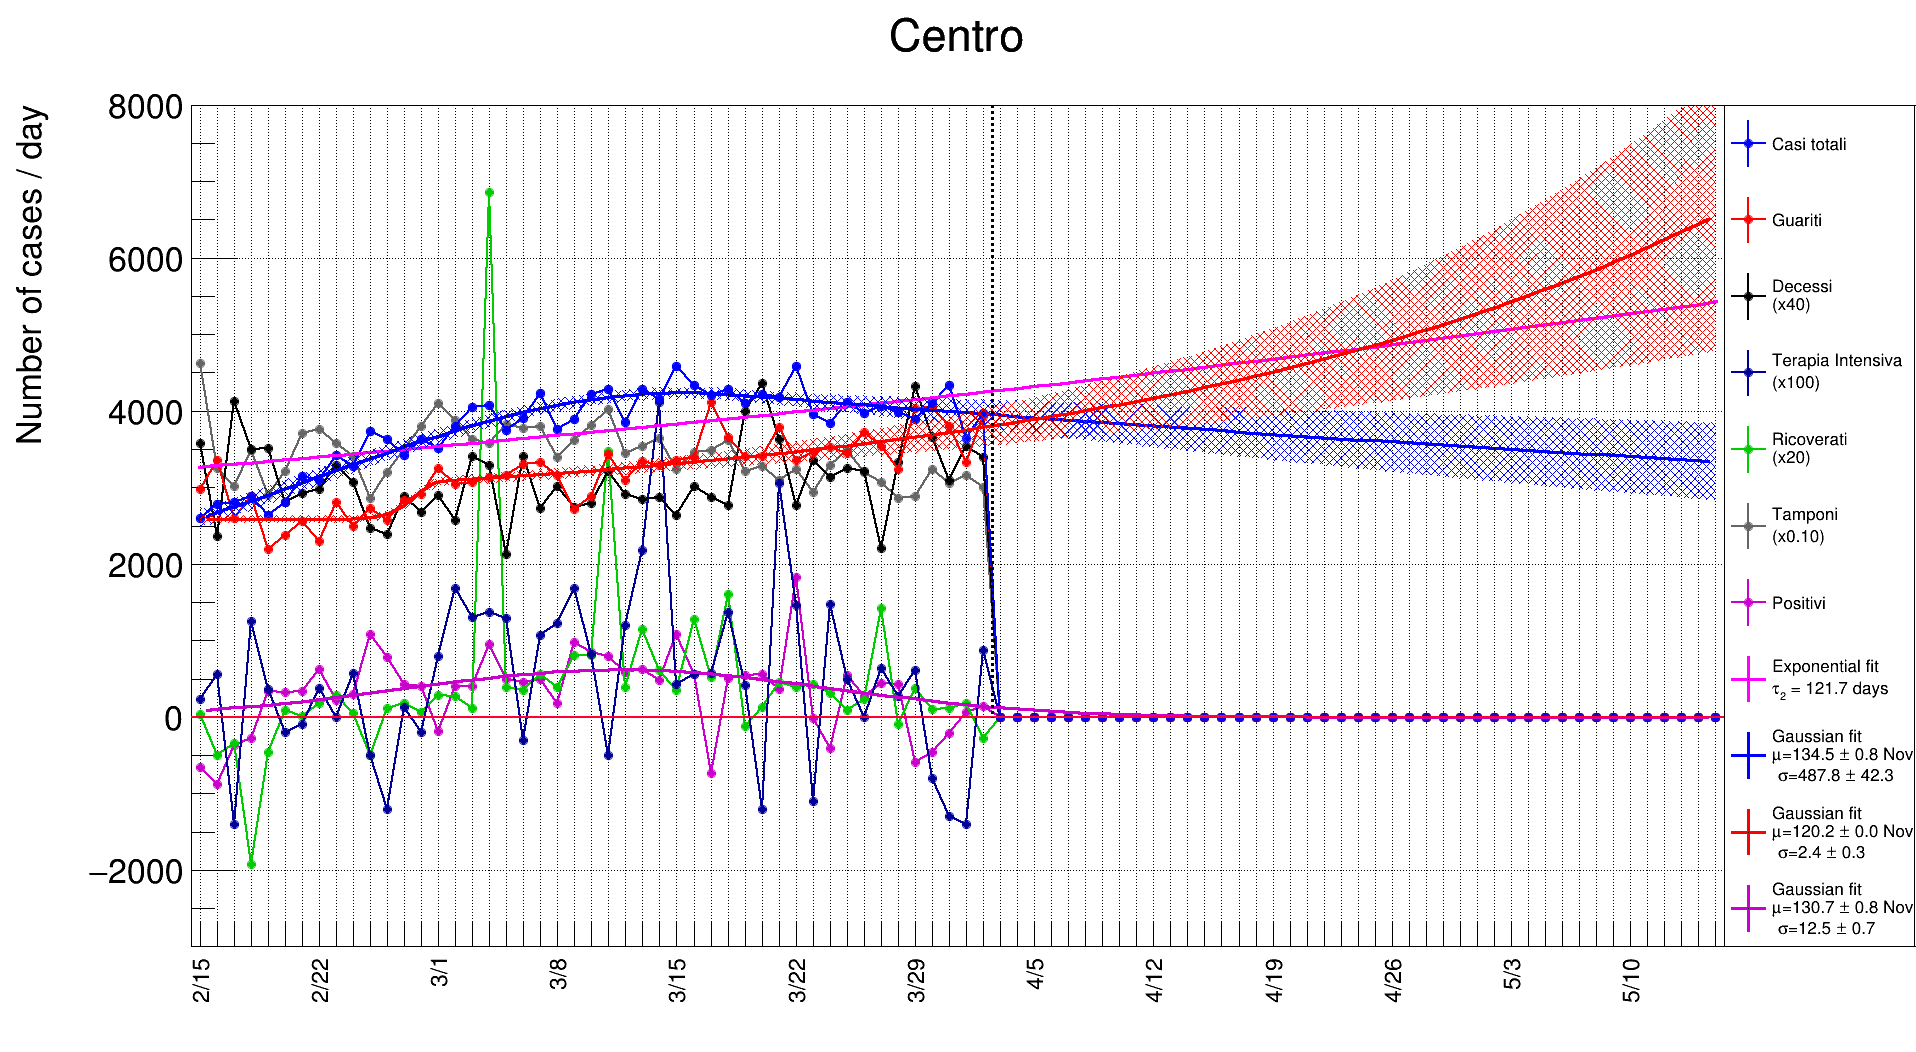 Centro
Number of cases / day
8000
6000
4000
2000
0
−2000
2/15
2/22
3/1
3/8
3/15
3/22
3/29
4/5
4/12
4/19
4/26
5/3
5/10
Casi totali
Guariti
Decessi
(x40)
Terapia Intensiva
(x100)
Ricoverati
(x20)
Tamponi
(x0.10)
Positivi
Exponential fit
τ₂ = 121.7 days
Gaussian fit
μ=134.5 ± 0.8 Nov
σ=487.8 ± 42.3
Gaussian fit
μ=120.2 ± 0.0 Nov
σ=2.4 ± 0.3
Gaussian fit
μ=130.7 ± 0.8 Nov
σ=12.5 ± 0.7